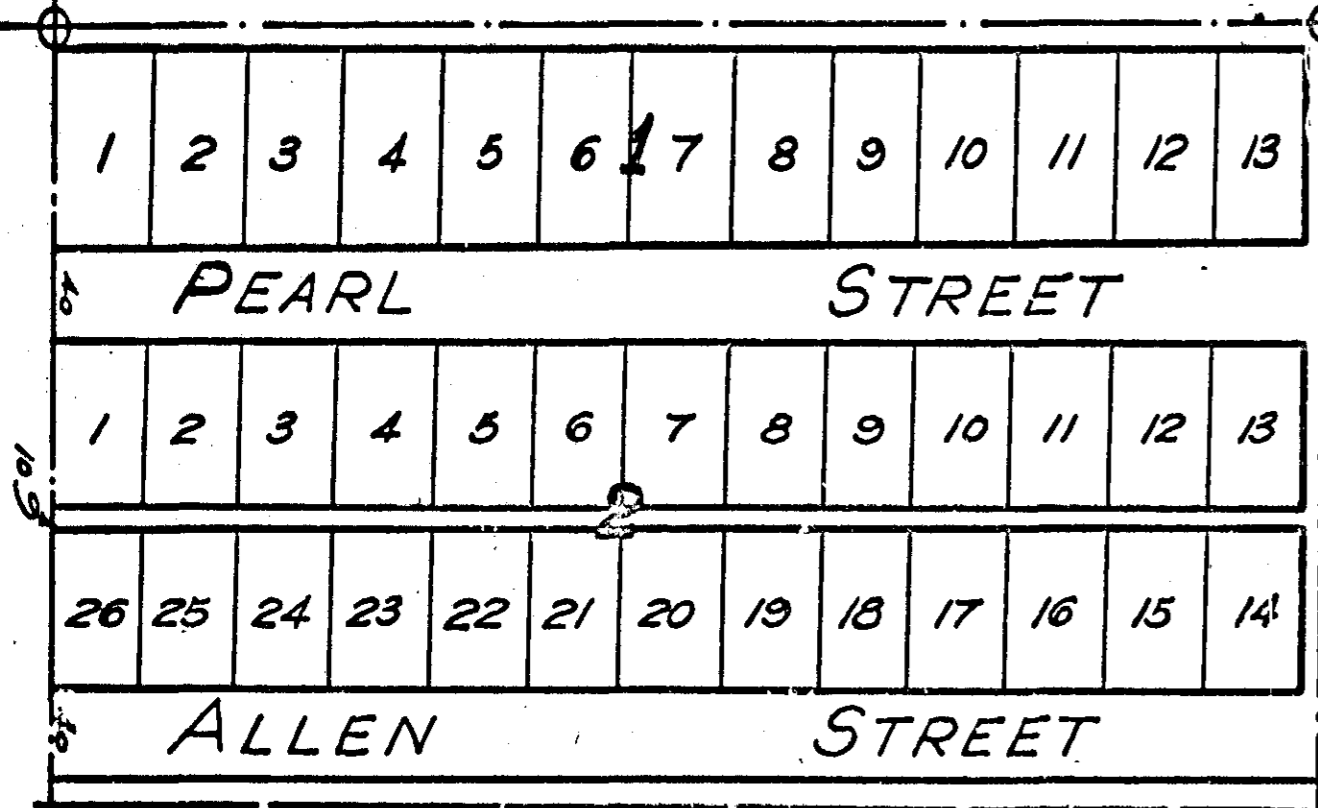 1 2 3 4 5 6 1 7 8 9 10 11 12 13
40 PEARL STREET
1 2 3 4 5 6 7 8 9 10 11 12 13
2
26 25 24 23 22 21 20 19 18 17 16 15 14
40 ALLEN STREET